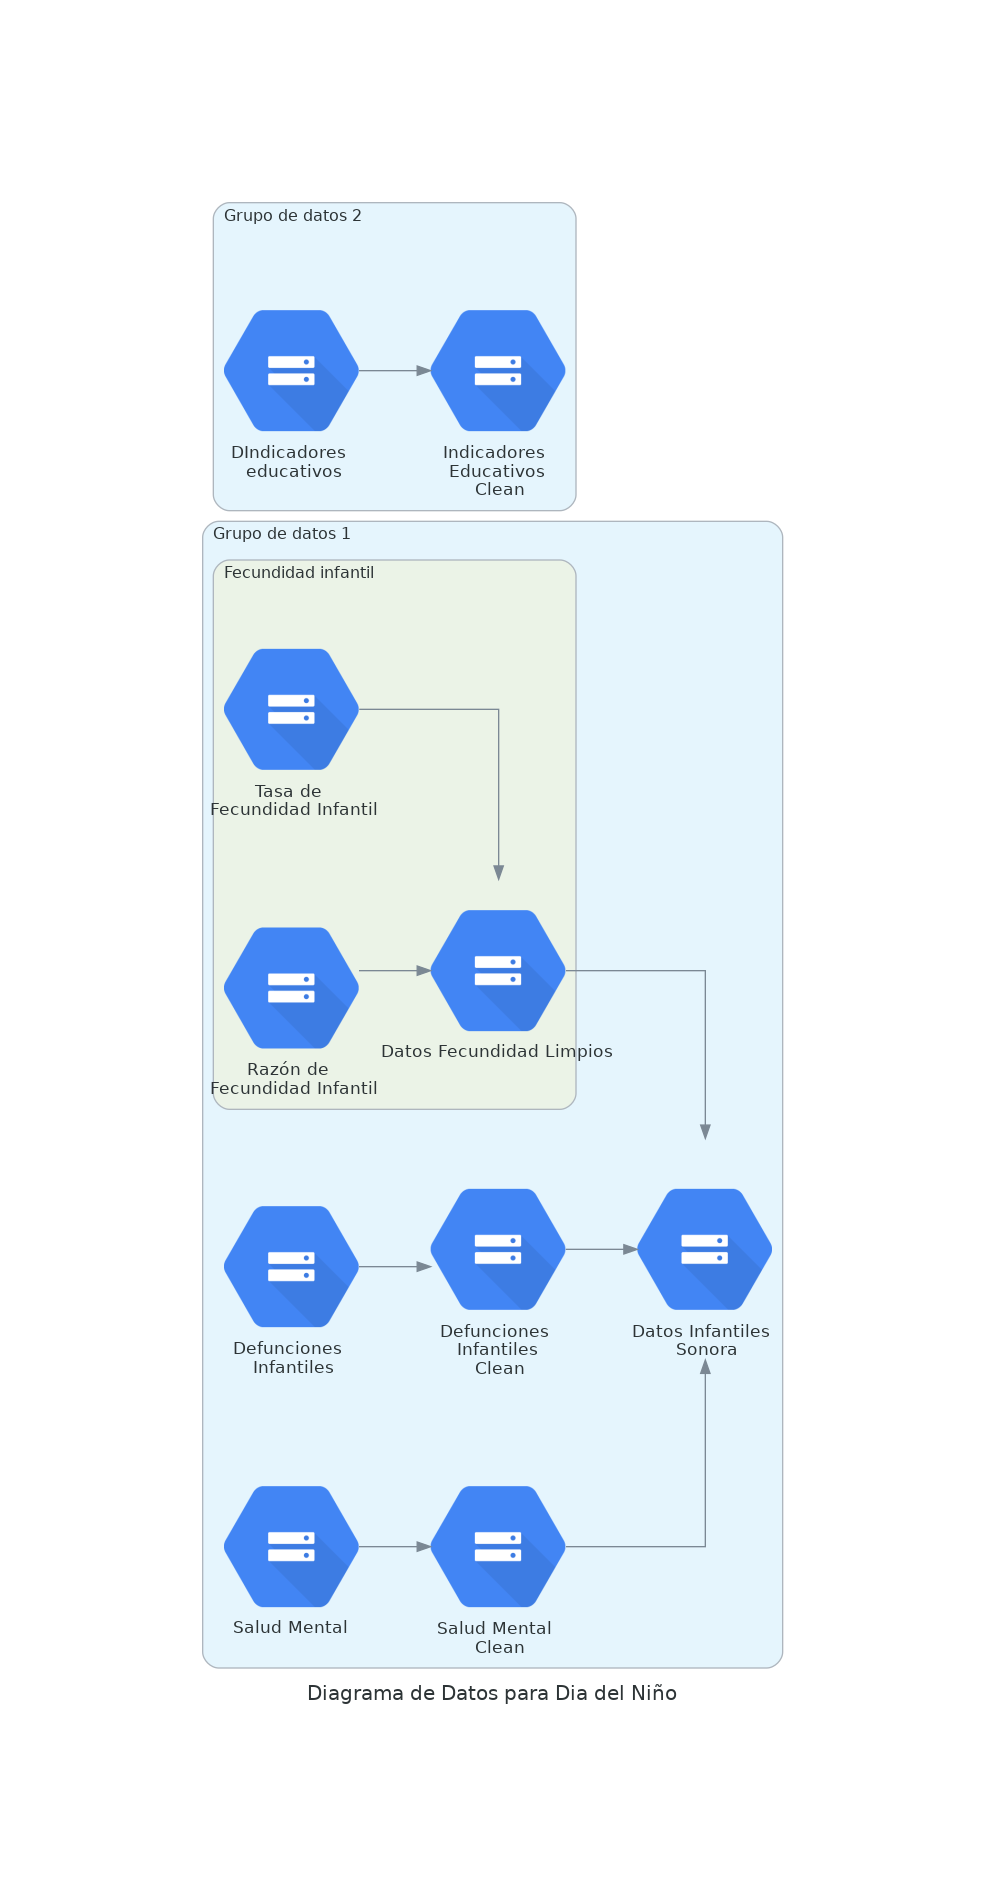 Grupo de datos 2
DIndicadores
educativos
Indicadores
Educativos
Clean
Grupo de datos 1
Fecundidad infantil
Tasa de
Fecundidad Infantil
Razón de
Fecundidad Infantil
Datos Fecundidad Limpios
Defunciones
Infantiles
Defunciones
Infantiles
Clean
Datos Infantiles
Sonora
Salud Mental
Salud Mental
Clean
Diagrama de Datos para Dia del Niño